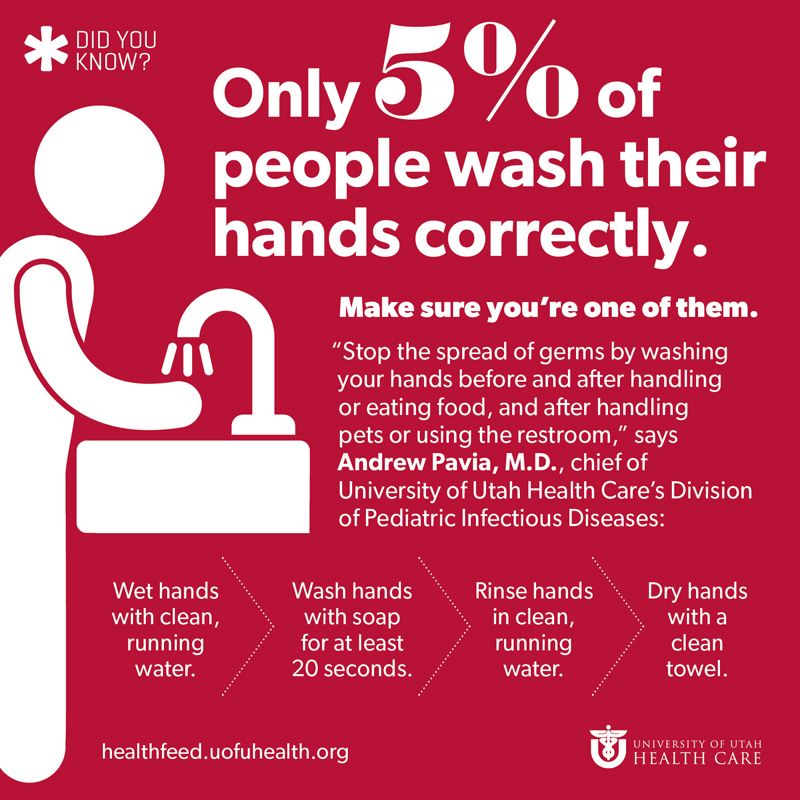 DID YOU
KNOW?
Only 5% of
people wash their
hands correctly.
Make sure you’re one of them.
“Stop the spread of germs by washing
your hands before and after handling
or eating food, and after handling
pets or using the restroom,” says
Andrew Pavia, M.D., chief of
University of Utah Health Care’s Division
of Pediatric Infectious Diseases:
Wet hands
with clean,
running
water.
Wash hands
with soap
for at least
20 seconds.
Rinse hands
in clean,
running
water.
Dry hands
with a
clean
towel.
healthfeed.uofuhealth.org
UNIVERSITY OF UTAH
HEALTH CARE